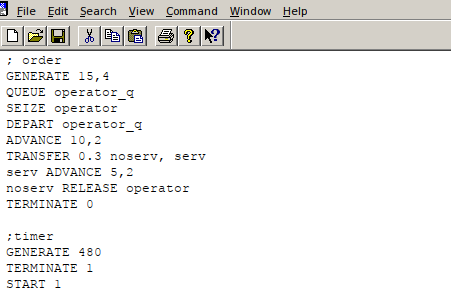 File Edit Search View Command Window Help
; order
GENERATE 15,4
QUEUE operator_q
SEIZE operator
DEPART operator_q
ADVANCE 10,2
TRANSFER 0.3 noserv, serv
serv ADVANCE 5,2
noserv RELEASE operator
TERMINATE 0
;timer
GENERATE 480
TERMINATE 1
START 1